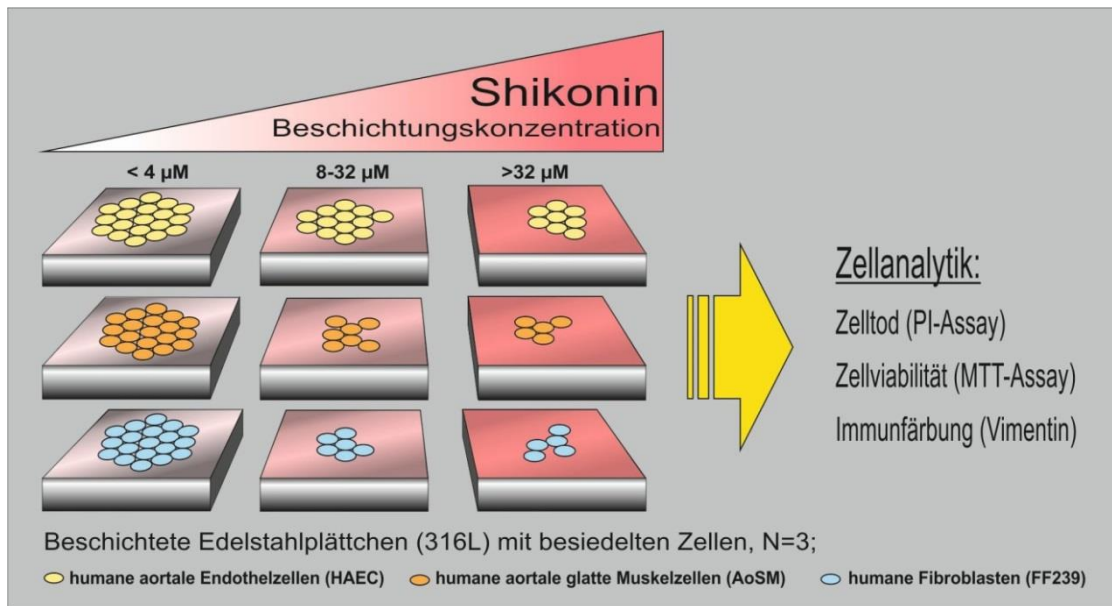 Shikonin
Beschichtungskonzentration
< 4 µM
8-32 µM
>32 µM
Zellanalytik:
Zelltod (PI-Assay)
Zellviabilität (MTT-Assay)
Immunfärbung (Vimentin)
Beschichtete Edelstahlplättchen (316L) mit besiedelten Zellen, N=3;
humane aortale Endothelzellen (HAEC)
humane aortale glatte Muskelzellen (AoSM)
humane Fibroblasten (FF239)